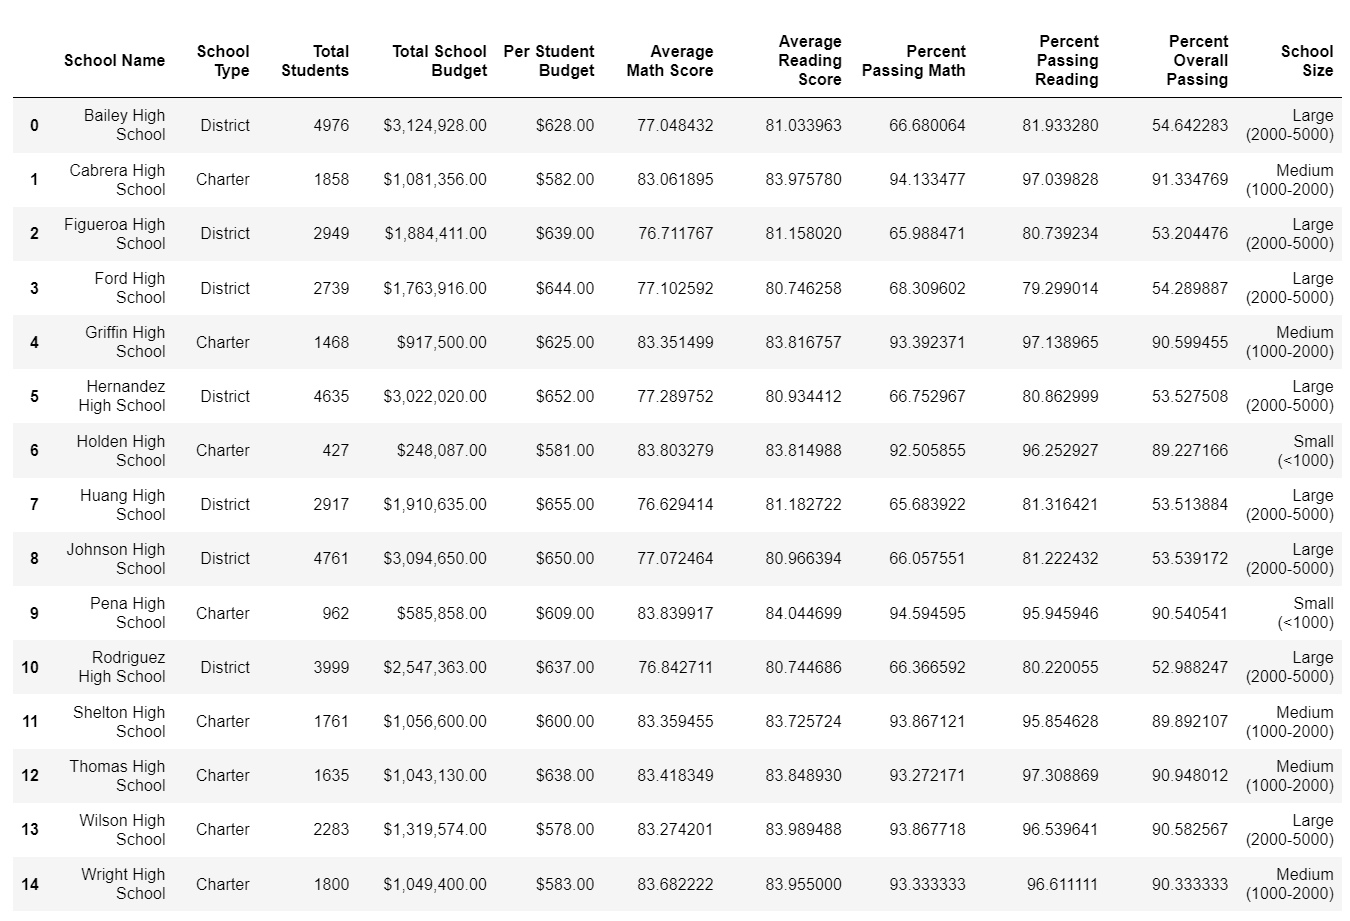 School Name School Type Total Students Total School Budget Per Student Budget Average Math Score Average Reading Score Percent Passing Math Percent Passing Reading Percent Overall Passing School Size
0 Bailey High School District 4976 $3,124,928.00 $628.00 77.048432 81.033963 66.680064 81.933280 54.642283 Large (2000-5000)
1 Cabrera High School Charter 1858 $1,081,356.00 $582.00 83.061895 83.975780 94.133477 97.039828 91.334769 Medium (1000-2000)
2 Figueroa High School District 2949 $1,884,411.00 $639.00 76.711767 81.158020 65.988471 80.739234 53.204476 Large (2000-5000)
3 Ford High School District 2739 $1,763,916.00 $644.00 77.102592 80.746258 68.309602 79.299014 54.289887 Large (2000-5000)
4 Griffin High School Charter 1468 $917,500.00 $625.00 83.351499 83.816757 93.392371 97.138965 90.599455 Medium (1000-2000)
5 Hernandez High School District 4635 $3,022,020.00 $652.00 77.289752 80.934412 66.752967 80.862999 53.527508 Large (2000-5000)
6 Holden High School Charter 427 $248,087.00 $581.00 83.803279 83.814988 92.505855 96.252927 89.227166 Small (<1000)
7 Huang High School District 2917 $1,910,635.00 $655.00 76.629414 81.182722 65.683922 81.316421 53.513884 Large (2000-5000)
8 Johnson High School District 4761 $3,094,650.00 $650.00 77.072464 80.966394 66.057551 81.222432 53.539172 Large (2000-5000)
9 Pena High School Charter 962 $585,858.00 $609.00 83.839917 84.044699 94.594595 95.945946 90.540541 Small (<1000)
10 Rodriguez High School District 3999 $2,547,363.00 $637.00 76.842711 80.744686 66.366592 80.220055 52.988247 Large (2000-5000)
11 Shelton High School Charter 1761 $1,056,600.00 $600.00 83.359455 83.725724 93.867121 95.854628 89.892107 Medium (1000-2000)
12 Thomas High School Charter 1635 $1,043,130.00 $638.00 83.418349 83.848930 93.272171 97.308869 90.948012 Medium (1000-2000)
13 Wilson High School Charter 2283 $1,319,574.00 $578.00 83.274201 83.989488 93.867718 96.539641 90.582567 Large (2000-5000)
14 Wright High School Charter 1800 $1,049,400.00 $583.00 83.682222 83.955000 93.333333 96.611111 90.333333 Medium (1000-2000)